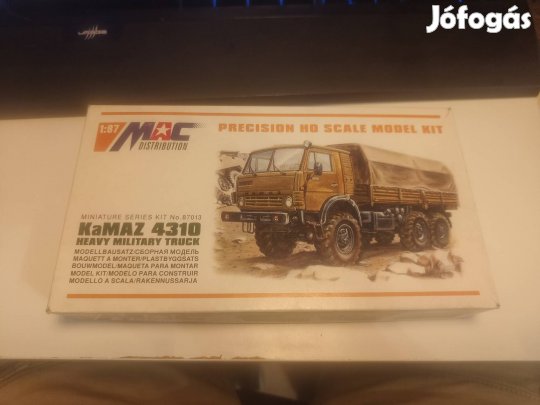 Jófogás
1:87
MAC
DISTRIBUTION
PRECISION HO SCALE MODEL KIT
MINIATURE SERIES KIT No.87013
KaMAZ 4310
HEAVY MILITARY TRUCK
MODELLBAUSATZ·СБОРНАЯ МОДЕЛЬ
MAQUETT A MONTER/PLASTBYGGSATS
BOUWMODEL/MAQUETA PARA MONTAR
MODEL KIT/MODELO PARA CONSTRUIR
MODELLO A SCALA/RAKENNUSSARJA